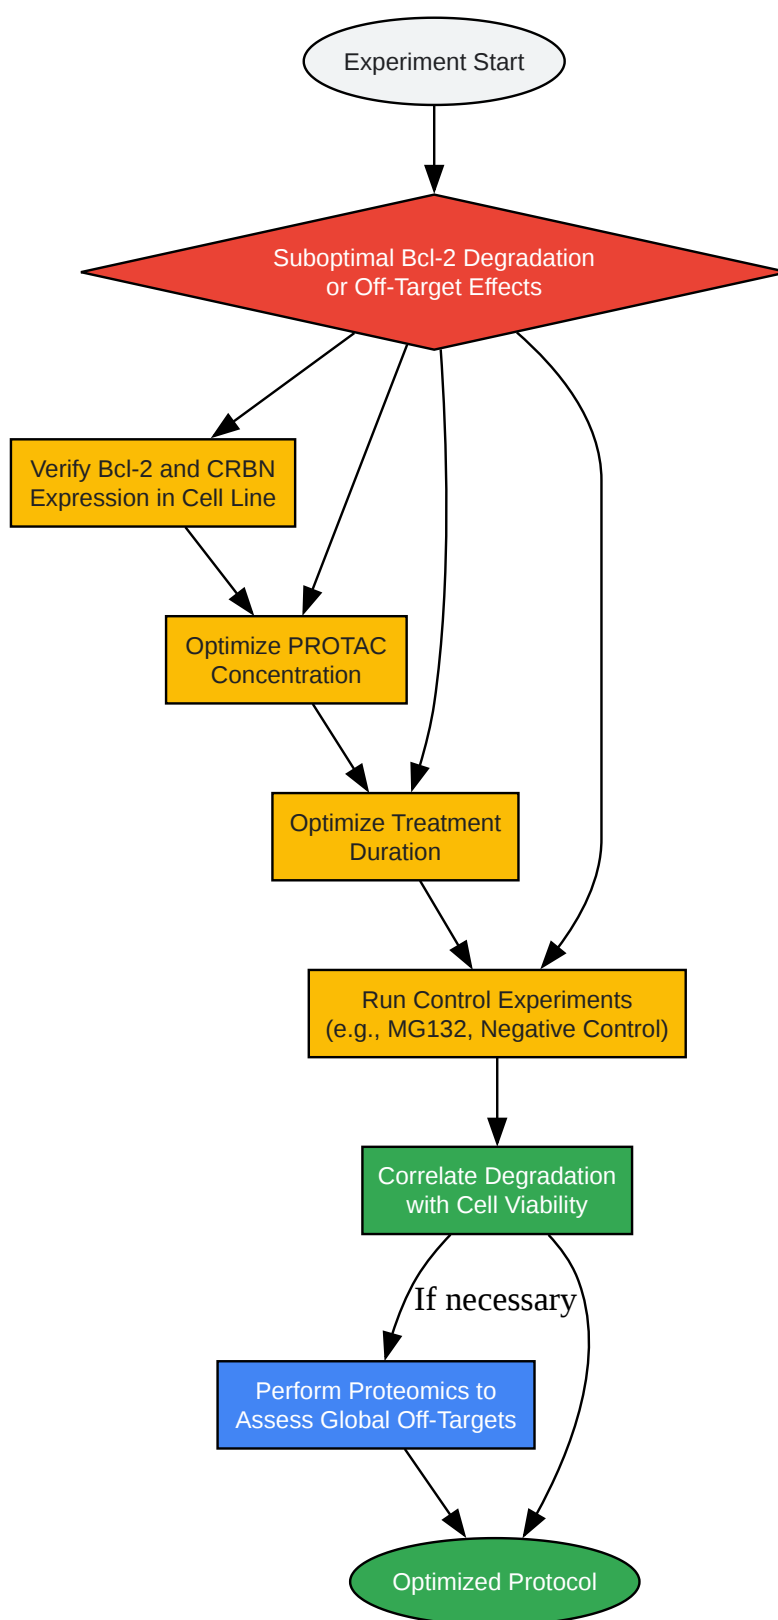 Experiment Start
Suboptimal Bcl-2 Degradation
or Off-Target Effects
Verify Bcl-2 and CRBN
Expression in Cell Line
Optimize PROTAC
Concentration
Optimize Treatment
Duration
Run Control Experiments
(e.g., MG132, Negative Control)
Correlate Degradation
with Cell Viability
If necessary
Perform Proteomics to
Assess Global Off-Targets
Optimized Protocol